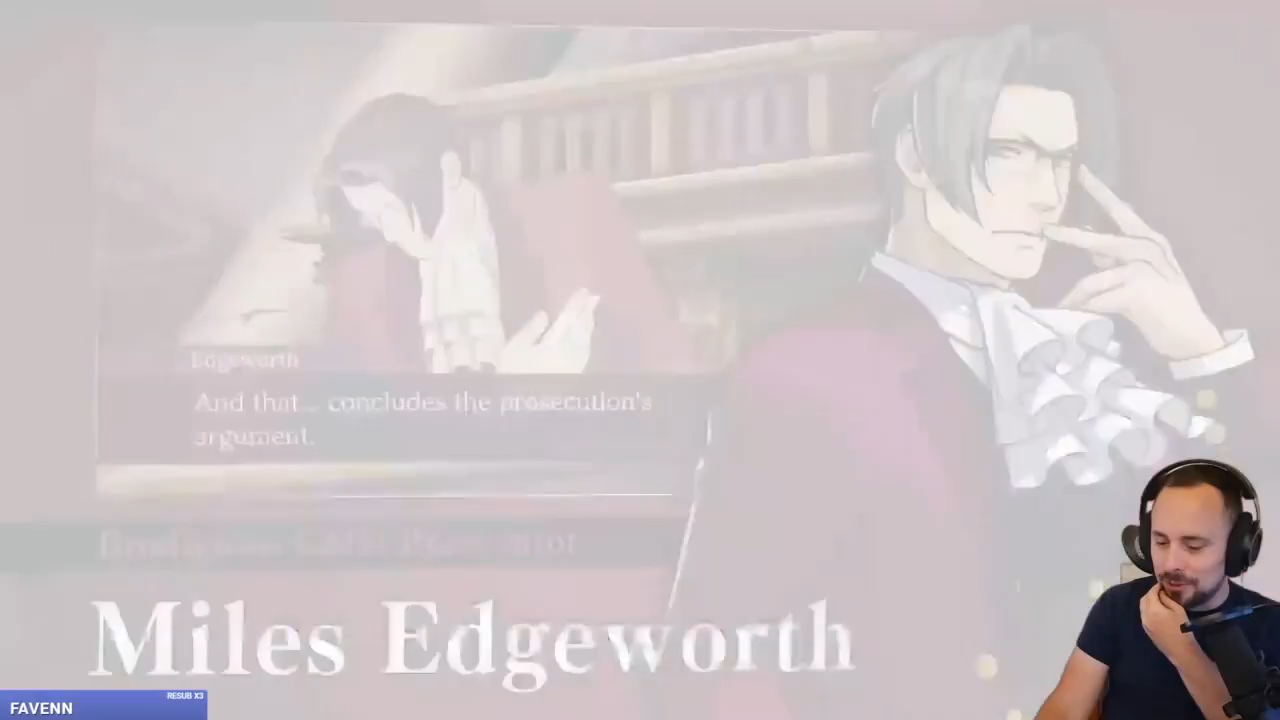 Edgeworth
And that... concludes the prosecution's
argument.
Miles Edgeworth
RESUB X3
FAVENN